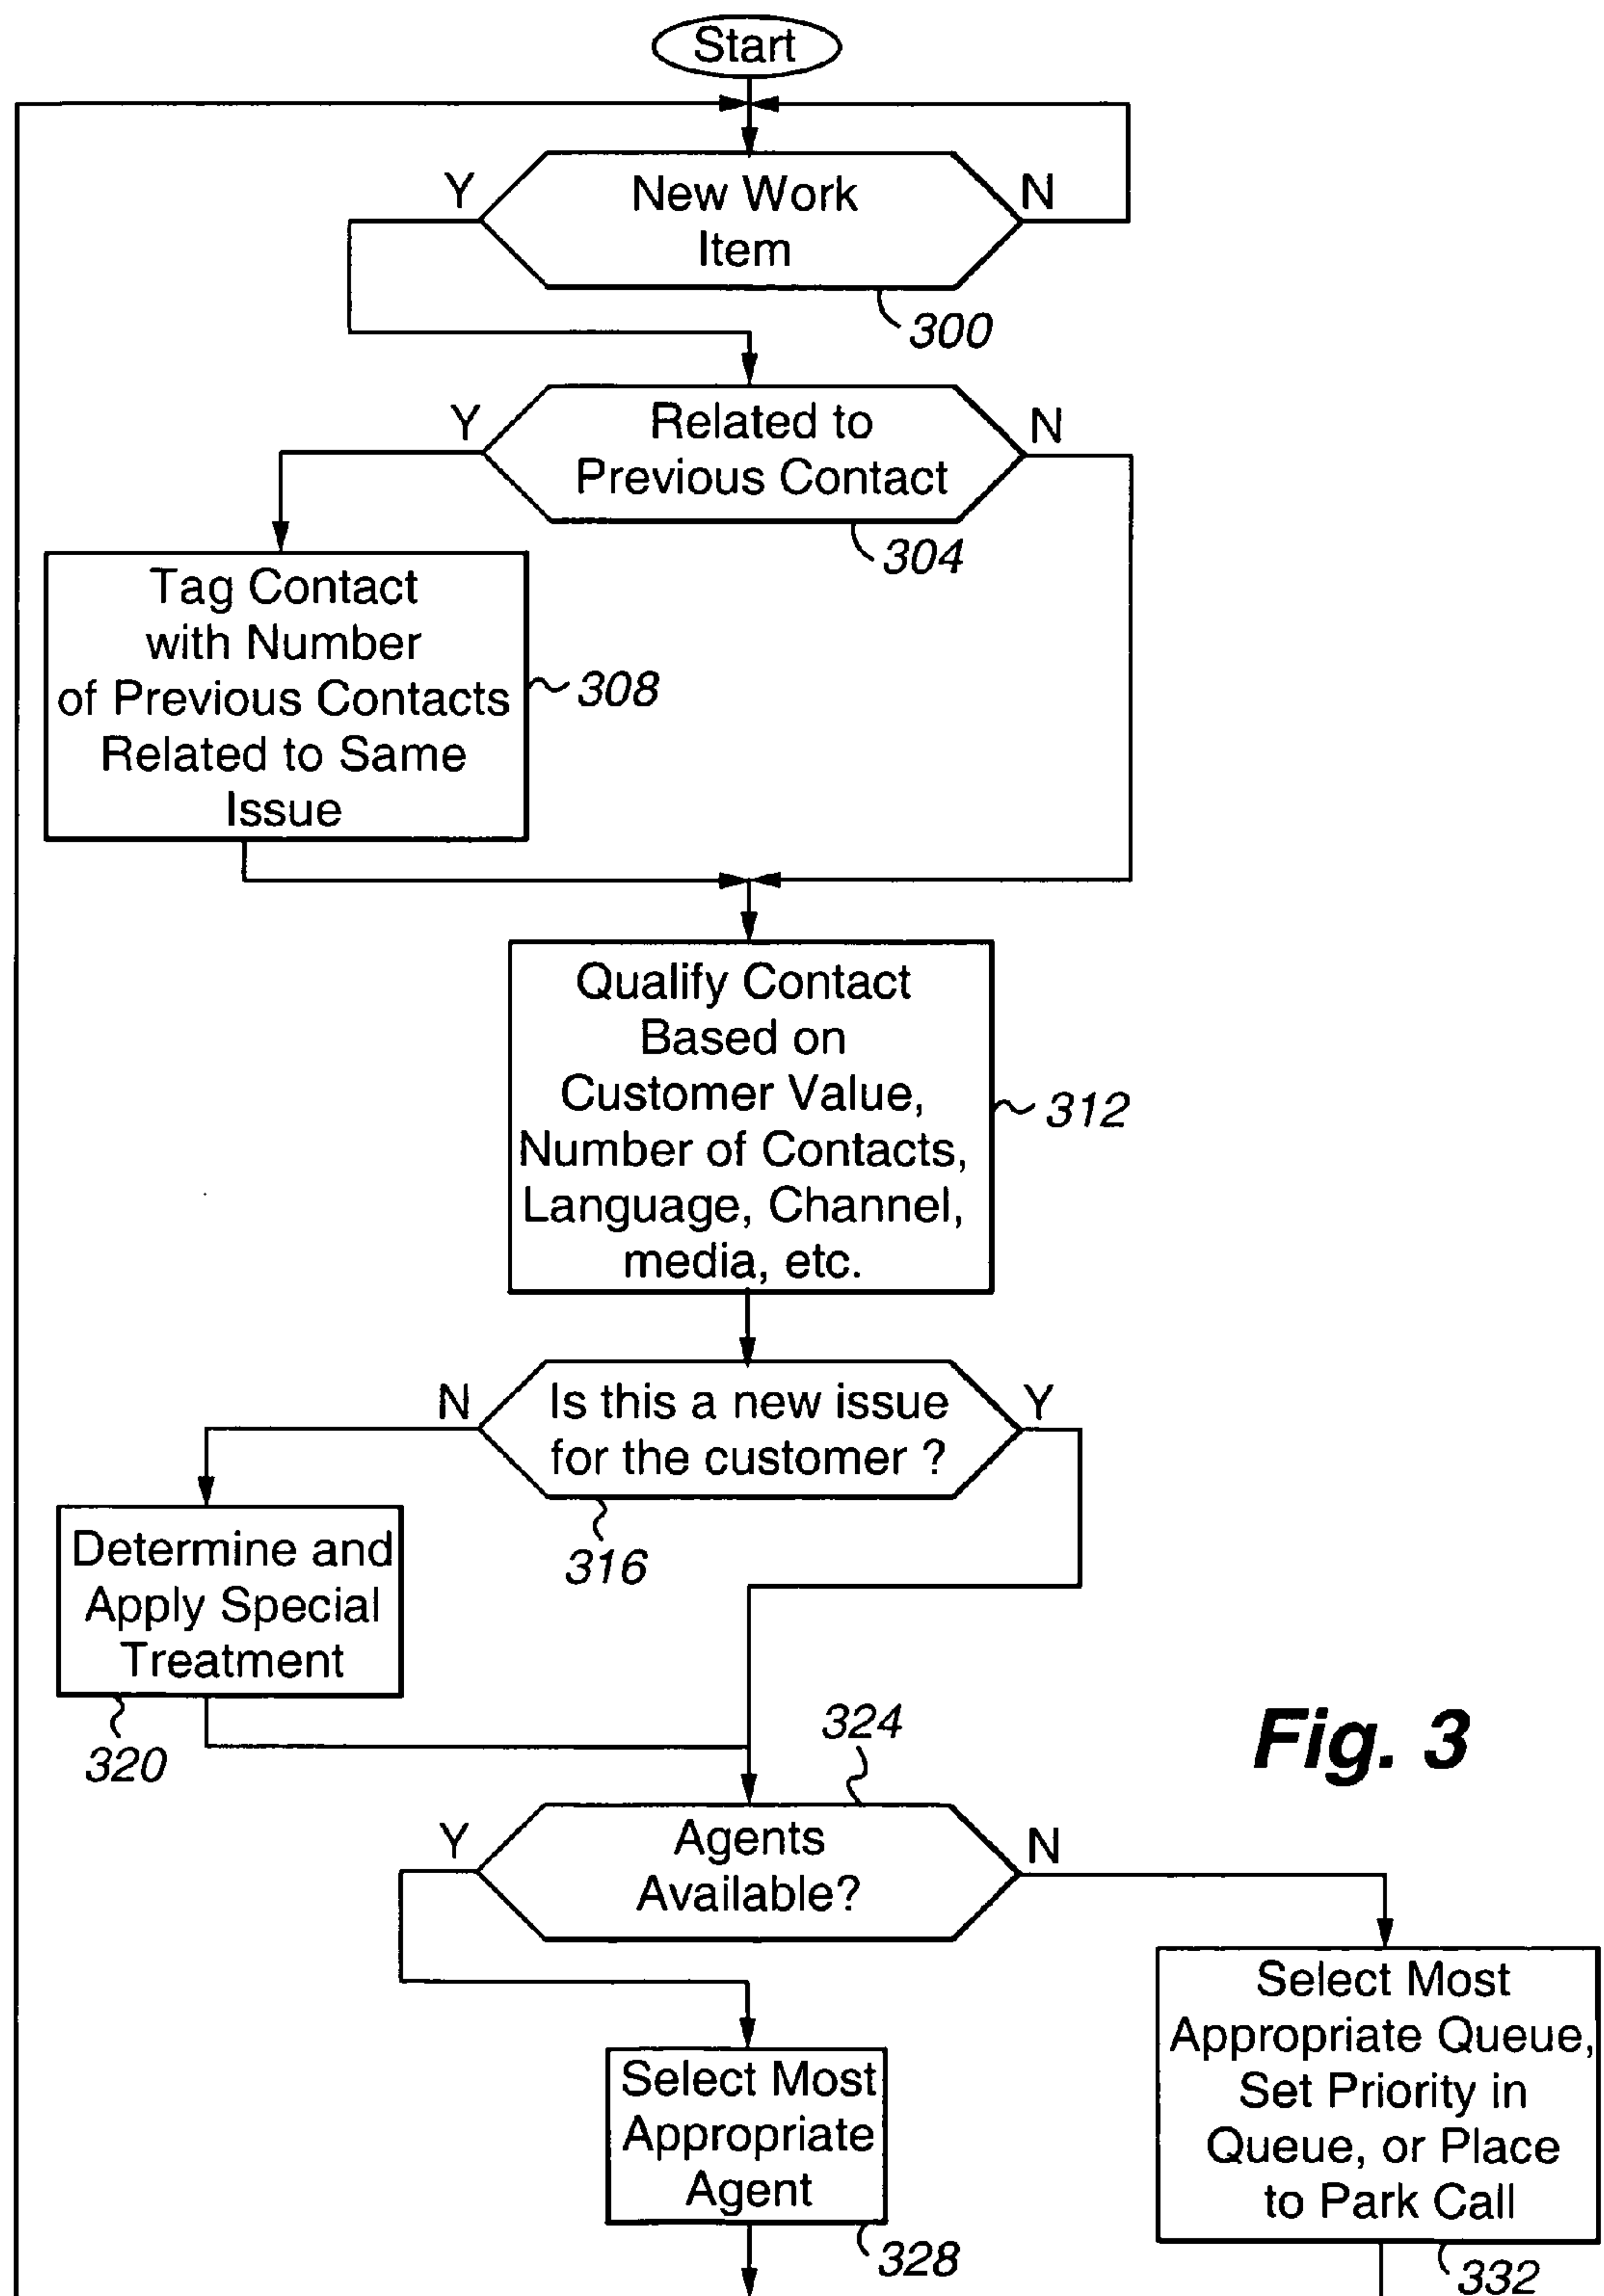 Start
Y
New Work
Item
N
300
Y
Related to
Previous Contact
N
304
Tag Contact
with Number
of Previous Contacts
Related to Same
Issue
308
Qualify Contact
Based on
Customer Value,
Number of Contacts,
Language, Channel,
media, etc.
312
N
Is this a new issue
for the customer ?
Y
316
Determine and
Apply Special
Treatment
320
Fig. 3
324
Y
Agents
Available?
N
Select Most
Appropriate
Agent
328
Select Most
Appropriate Queue,
Set Priority in
Queue, or Place
to Park Call
332